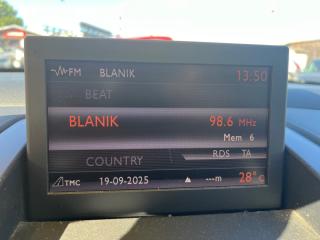 FM BLANIK 13:50
BEAT
BLANIK 98.6 MHz
Mem 6
COUNTRY RDS TA
TMC 19-09-2025 ▲ ---m 28°C